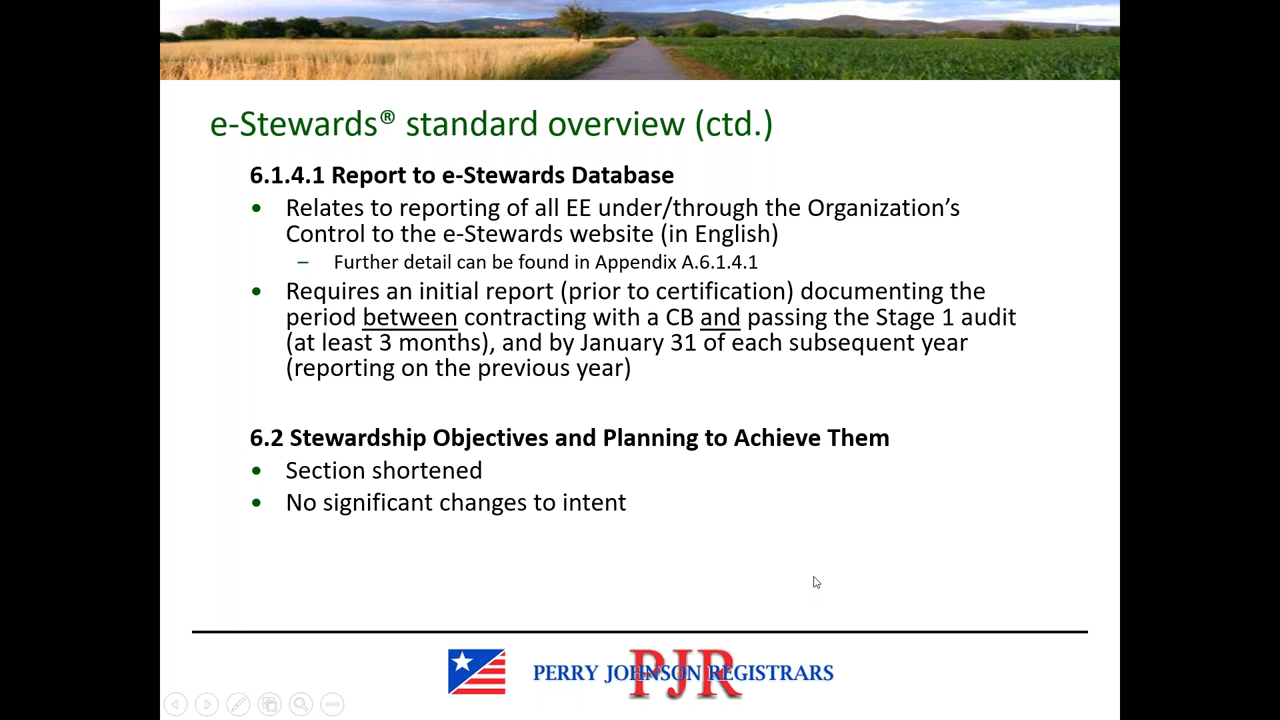 e-Stewards® standard overview (ctd.)
6.1.4.1 Report to e-Stewards Database
• Relates to reporting of all EE under/through the Organization's
Control to the e-Stewards website (in English)
– Further detail can be found in Appendix A.6.1.4.1
• Requires an initial report (prior to certification) documenting the
period between contracting with a CB and passing the Stage 1 audit
(at least 3 months), and by January 31 of each subsequent year
(reporting on the previous year)
6.2 Stewardship Objectives and Planning to Achieve Them
• Section shortened
• No significant changes to intent
PJR
PERRY JOHNSON REGISTRARS